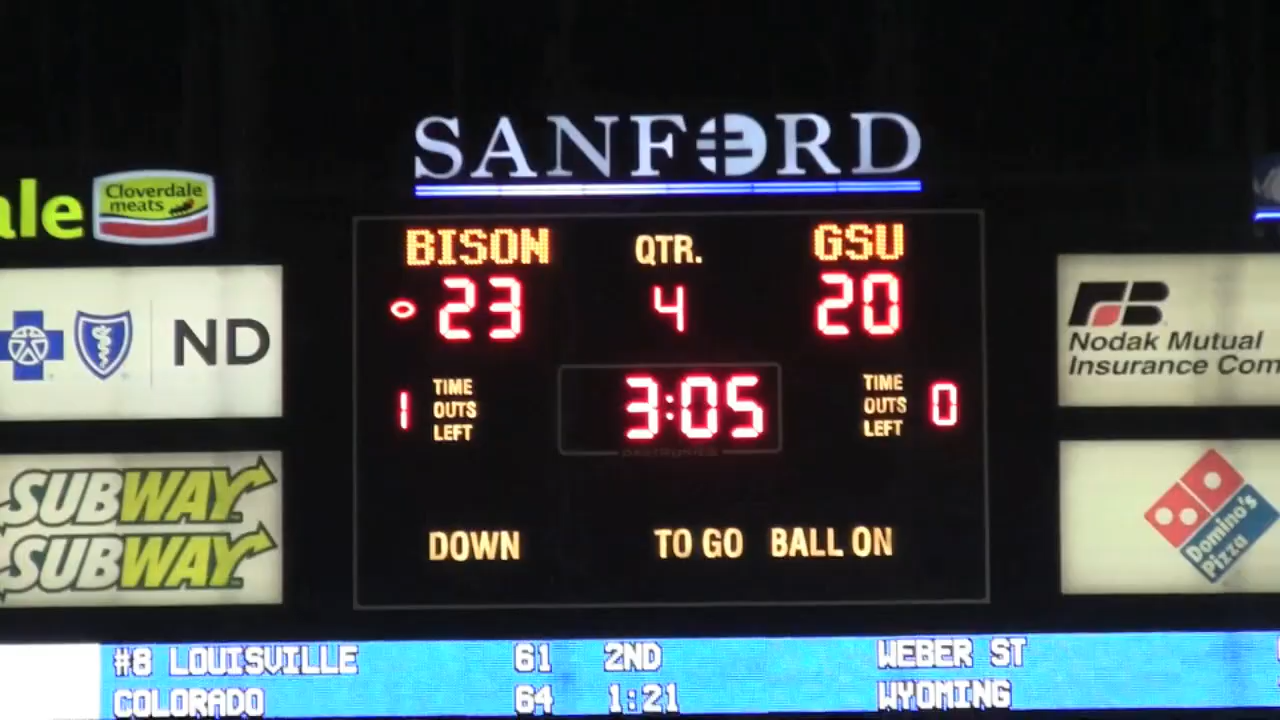 SANFORD
ale
Cloverdale
meats
BISON QTR. GSU
23 4 20
1 TIME OUTS LEFT 3:05 TIME OUTS LEFT 0
DAKTRONICS
DOWN TO GO BALL ON
ND
SUBWAY
SUBWAY
Nodak Mutual
Insurance Com
Domino's
Pizza
#8 LOUISVILLE 61 2ND WEBER ST
COLORADO 64 1:21 WYOMING